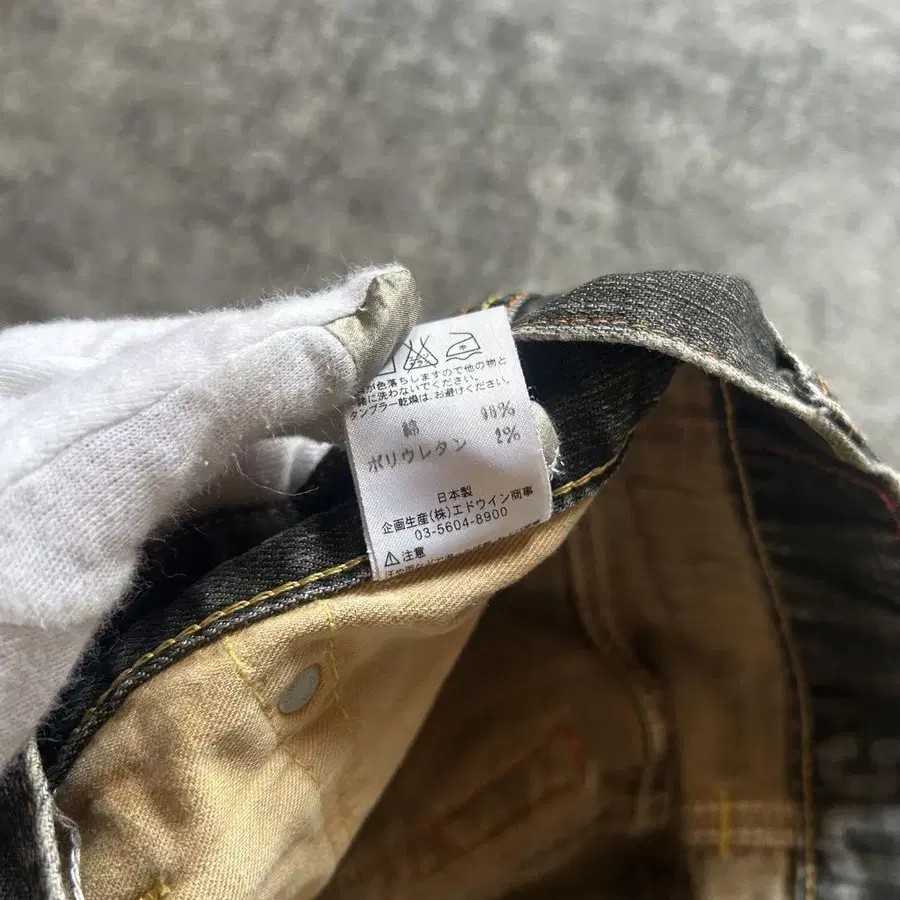 が色落ちしますので他の物と
緒に洗わないでください。
タンブラー乾燥は、お避けください。
綿 98%
ポリウレタン 2%
日本製
企画生産(株)エドウイン商事
03-5604-8900
⚠注意